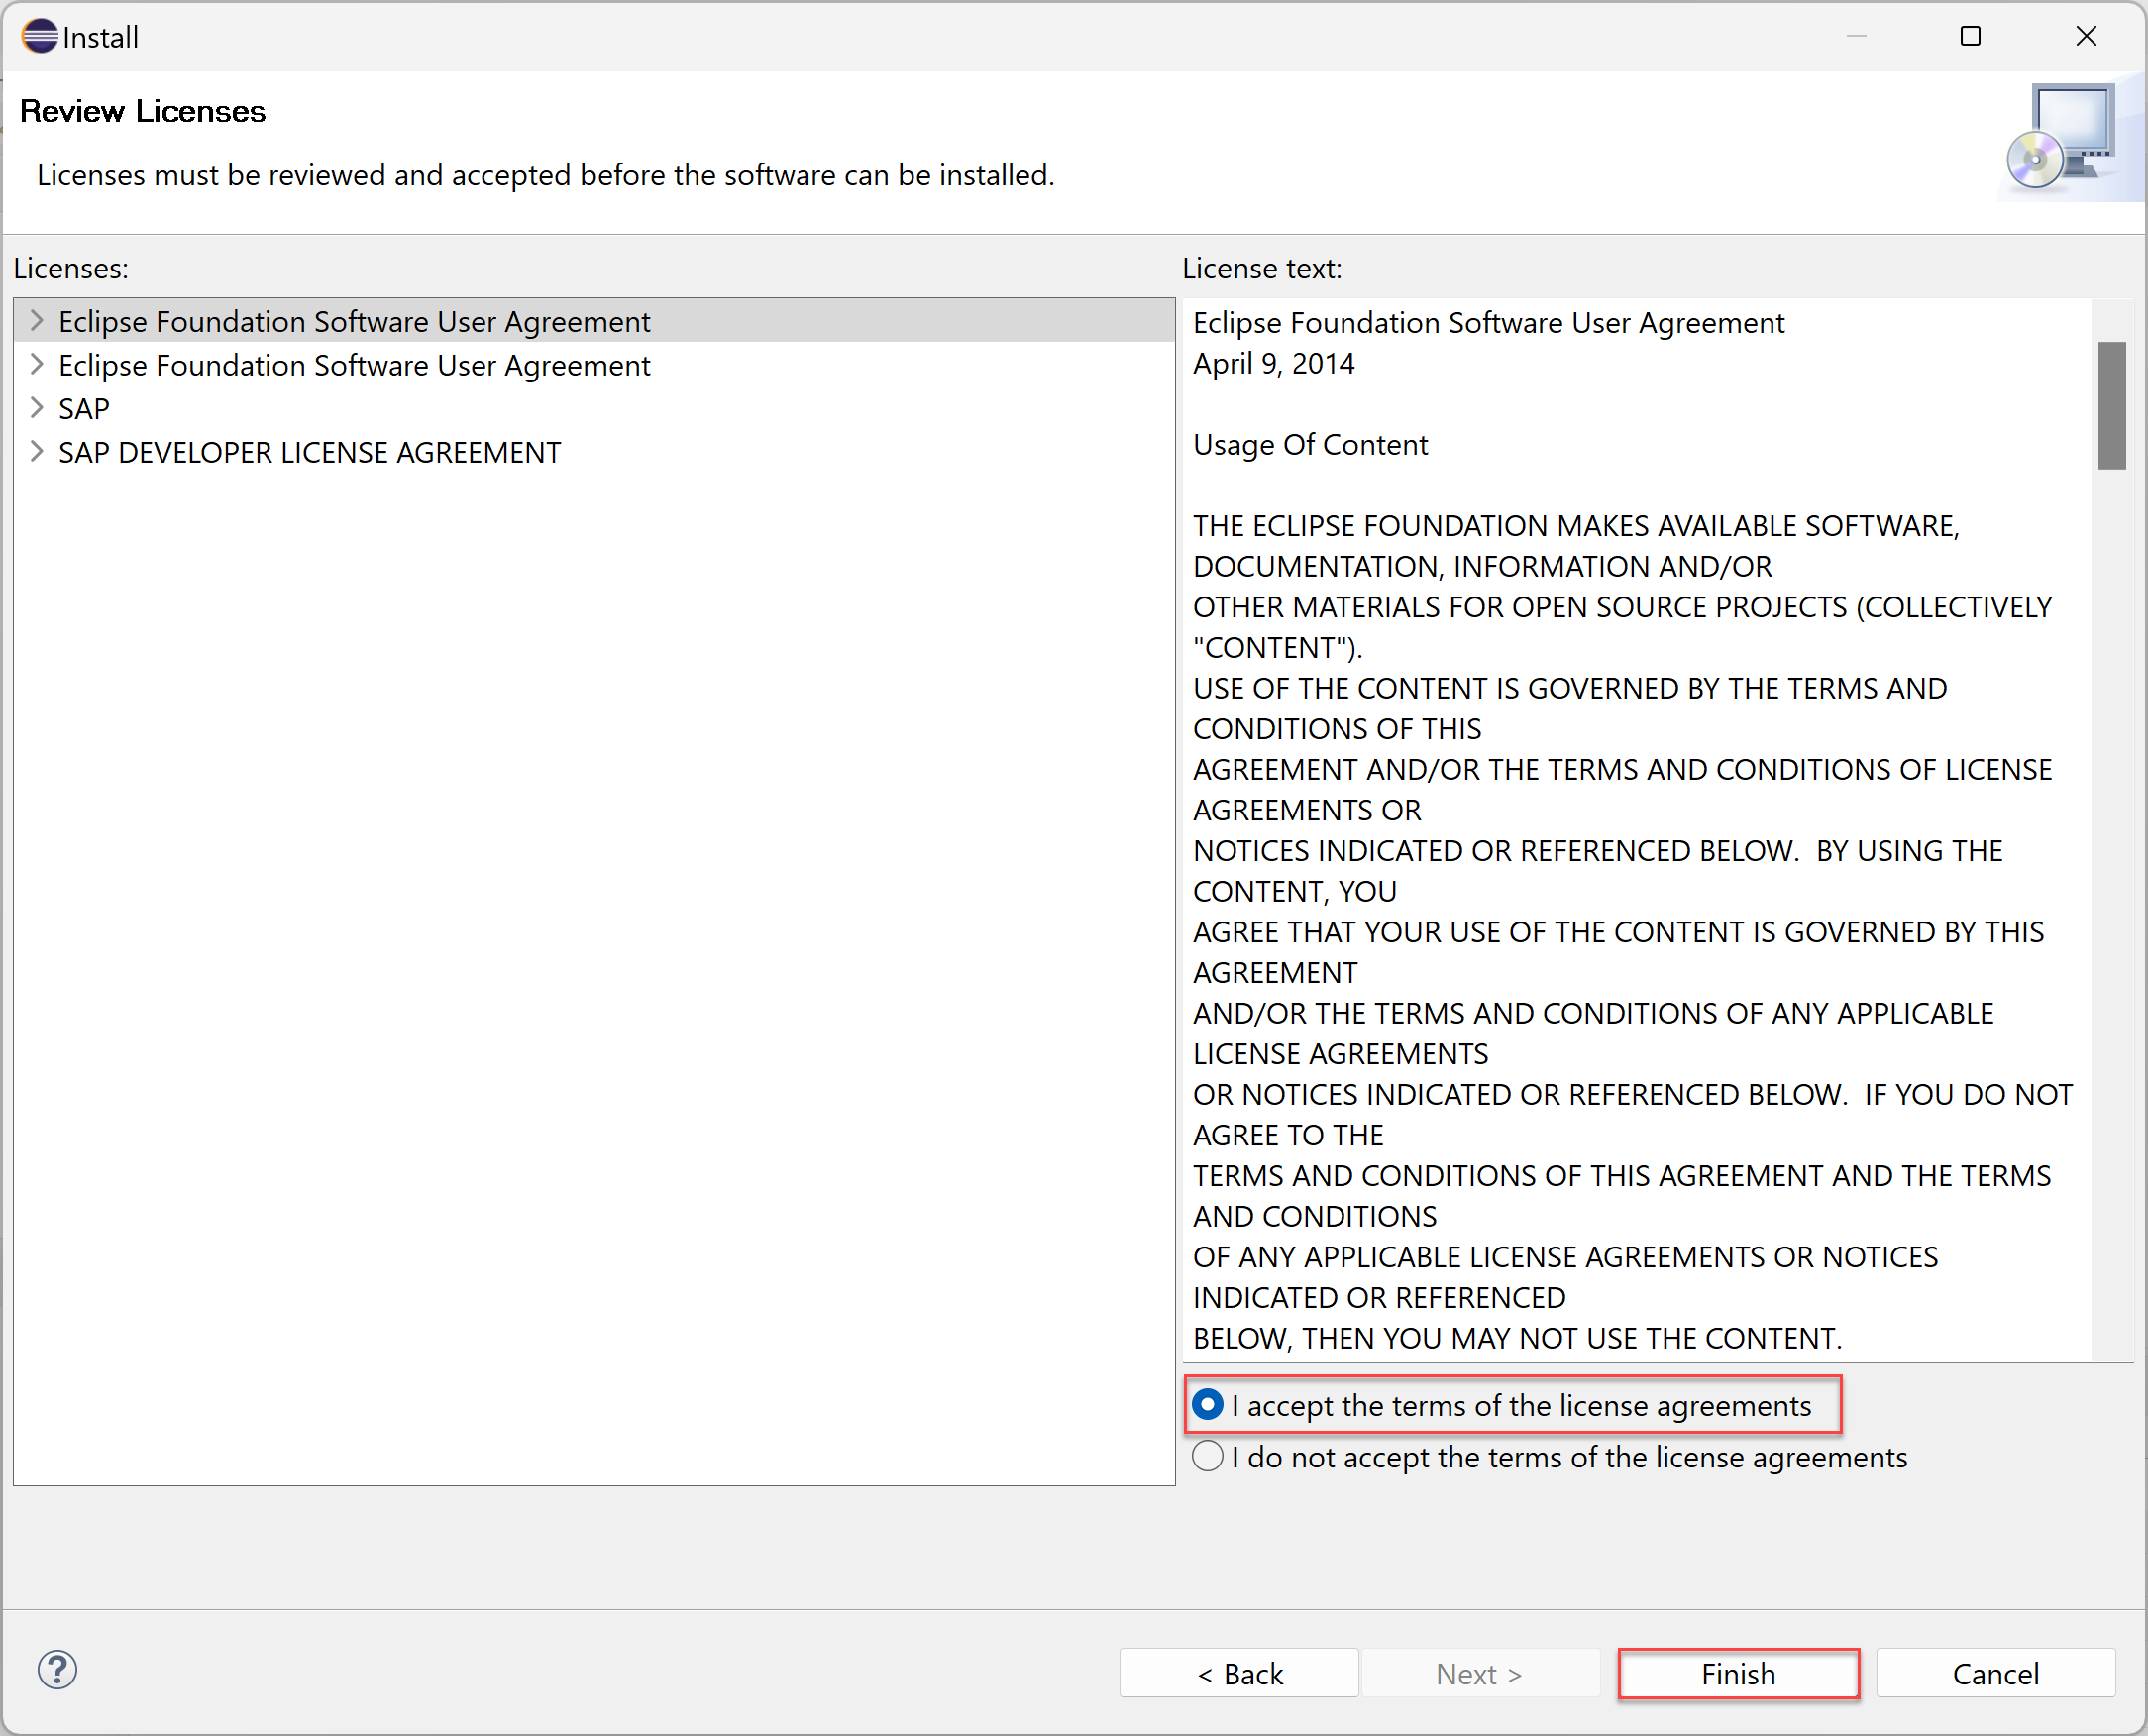 Install
Review Licenses
Licenses must be reviewed and accepted before the software can be installed.
Licenses:
Eclipse Foundation Software User Agreement
Eclipse Foundation Software User Agreement
SAP
SAP DEVELOPER LICENSE AGREEMENT
License text:
Eclipse Foundation Software User Agreement
April 9, 2014
Usage Of Content
THE ECLIPSE FOUNDATION MAKES AVAILABLE SOFTWARE,
DOCUMENTATION, INFORMATION AND/OR
OTHER MATERIALS FOR OPEN SOURCE PROJECTS (COLLECTIVELY
"CONTENT").
USE OF THE CONTENT IS GOVERNED BY THE TERMS AND
CONDITIONS OF THIS
AGREEMENT AND/OR THE TERMS AND CONDITIONS OF LICENSE
AGREEMENTS OR
NOTICES INDICATED OR REFERENCED BELOW.  BY USING THE
CONTENT, YOU
AGREE THAT YOUR USE OF THE CONTENT IS GOVERNED BY THIS
AGREEMENT
AND/OR THE TERMS AND CONDITIONS OF ANY APPLICABLE
LICENSE AGREEMENTS
OR NOTICES INDICATED OR REFERENCED BELOW.  IF YOU DO NOT
AGREE TO THE
TERMS AND CONDITIONS OF THIS AGREEMENT AND THE TERMS
AND CONDITIONS
OF ANY APPLICABLE LICENSE AGREEMENTS OR NOTICES
INDICATED OR REFERENCED
BELOW, THEN YOU MAY NOT USE THE CONTENT.
I accept the terms of the license agreements
I do not accept the terms of the license agreements
?
< Back
Next >
Finish
Cancel